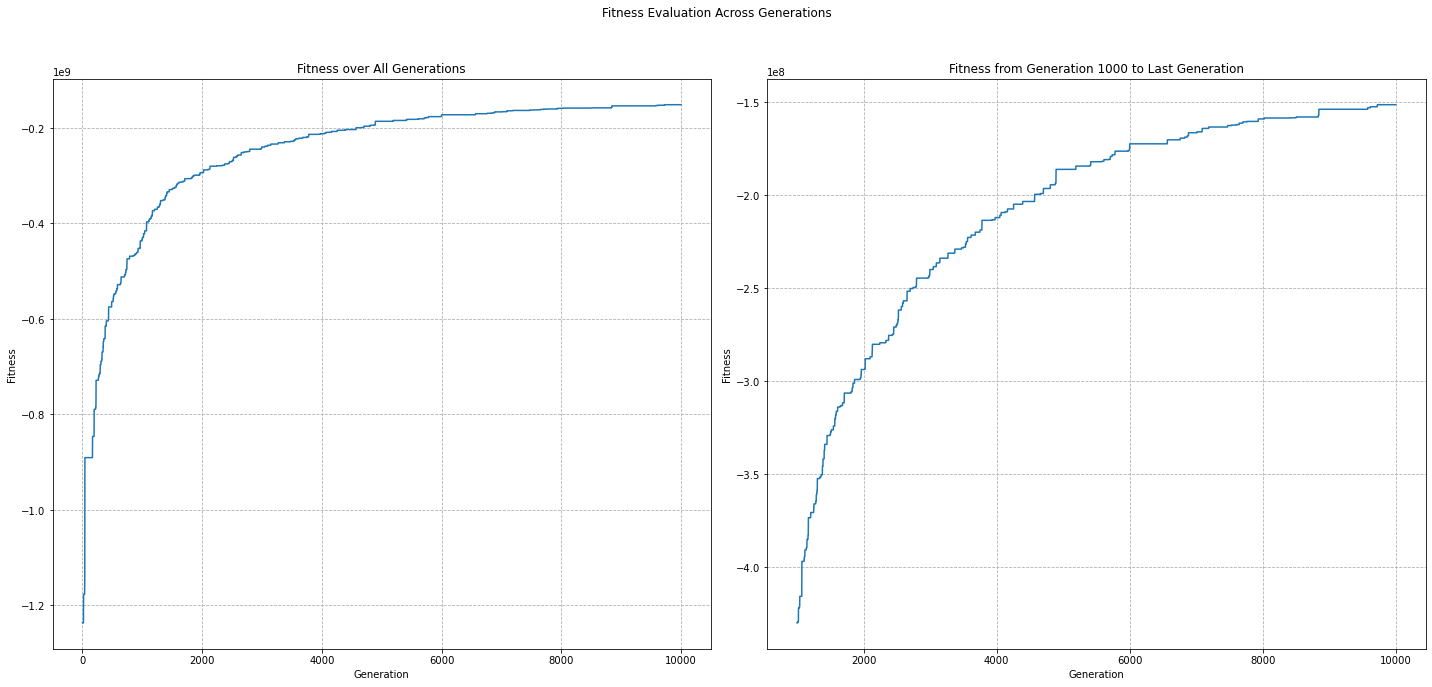 Fitness Evaluation Across Generations
Fitness over All Generations
1e9
−0.2
−0.4
−0.6
−0.8
−1.0
−1.2
Fitness
0 2000 4000 6000 8000 10000
Generation
Fitness from Generation 1000 to Last Generation
1e8
−1.5
−2.0
−2.5
−3.0
−3.5
−4.0
Fitness
2000 4000 6000 8000 10000
Generation